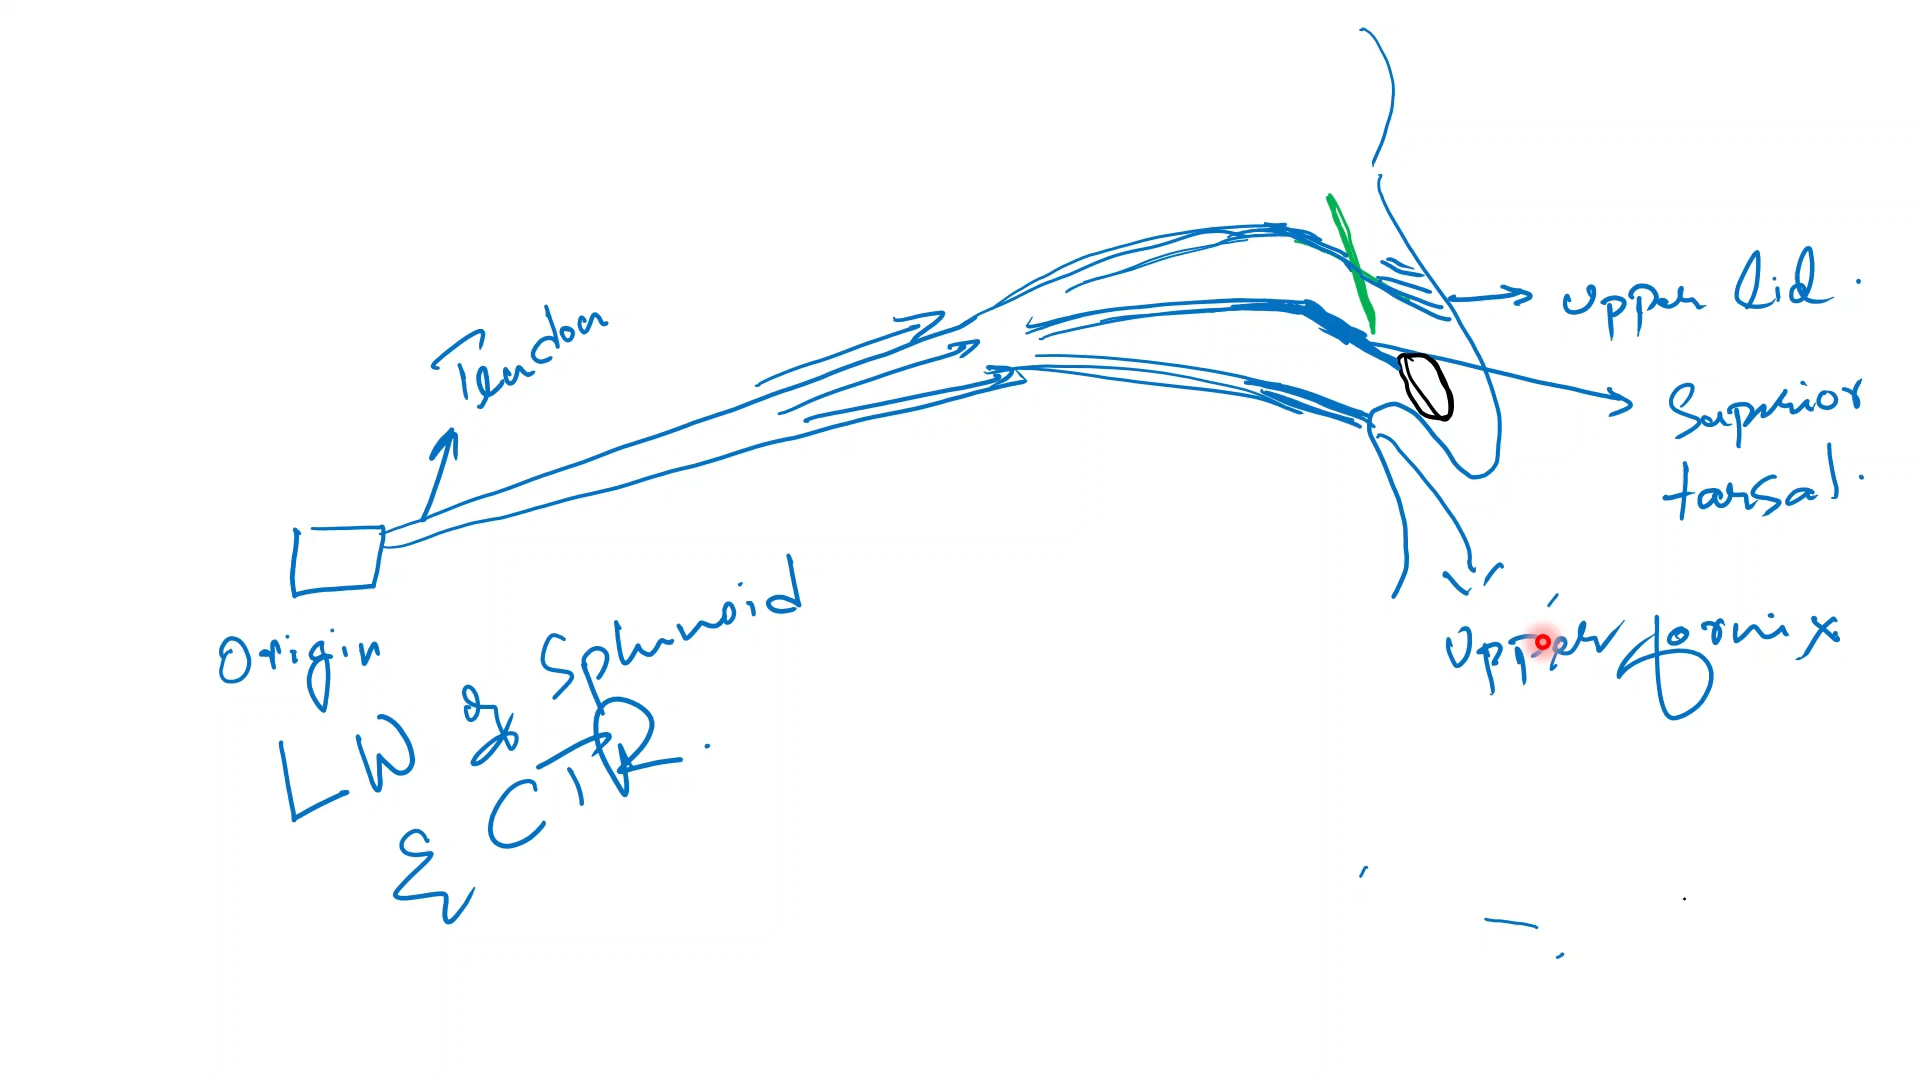 Tendon
Origin
LW of Sphenoid
& CTR.
Upper lid.
Superior
tarsal.
Upper fornix